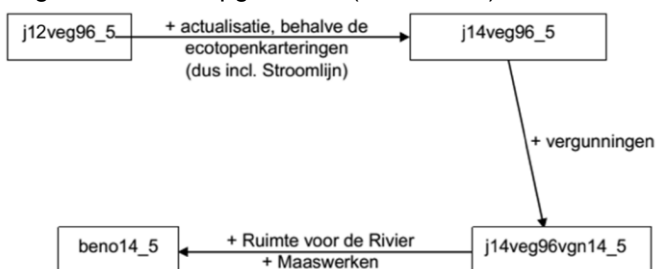 j12veg96_5
+ actualisatie, behalve de
ecotopenkarteringen
(dus incl. Stroomlijn)
j14veg96_5
+ vergunningen
beno14_5
+ Ruimte voor de Rivier
+ Maaswerken
j14veg96vgn14_5